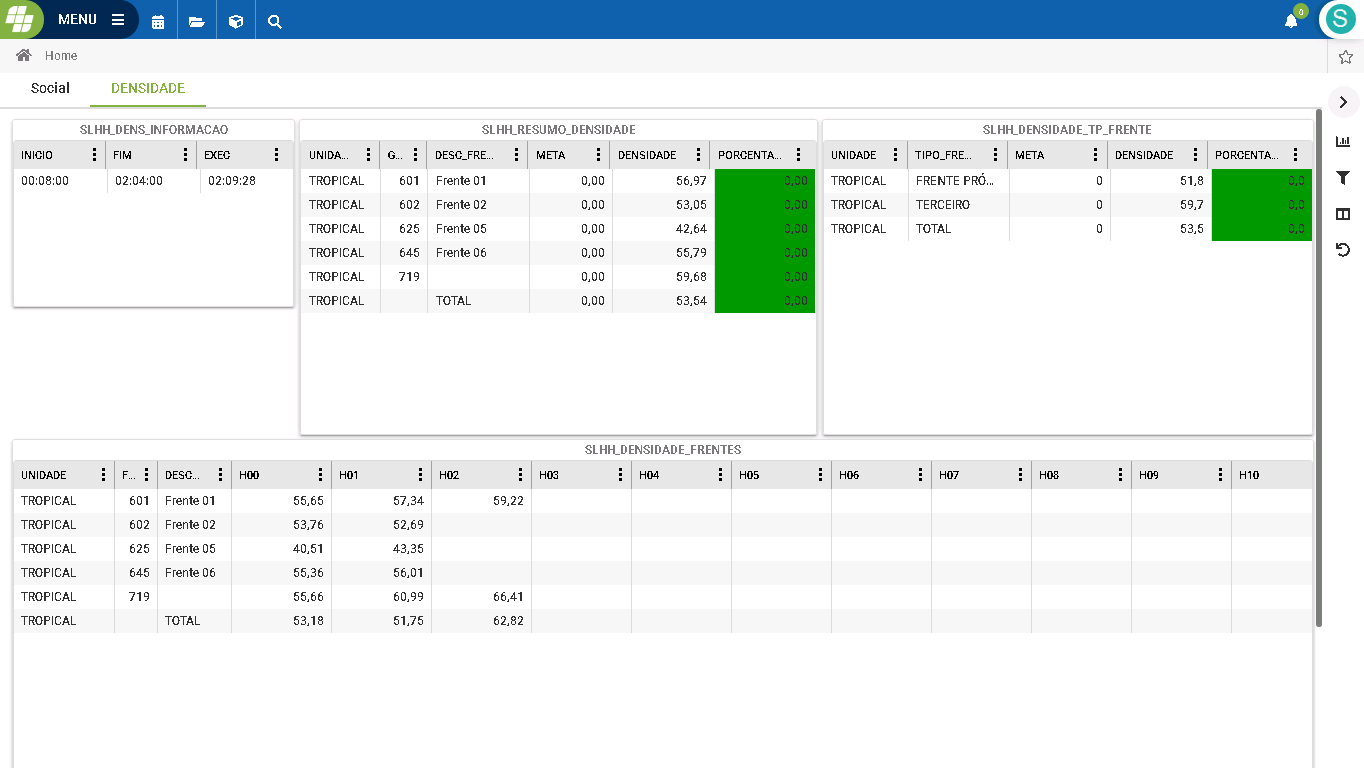 MENU
0
S
Home
Social DENSIDADE
SLHH_DENS_INFORMACAO
INICIO FIM EXEC
00:08:00 02:04:00 02:09:28
SLHH_RESUMO_DENSIDADE
UNIDA... G... DESC_FRE... META DENSIDADE PORCENTA...
TROPICAL 601 Frente 01 0,00 56,97 0,00
TROPICAL 602 Frente 02 0,00 53,05 0,00
TROPICAL 625 Frente 05 0,00 42,64 0,00
TROPICAL 645 Frente 06 0,00 55,79 0,00
TROPICAL 719 0,00 59,68 0,00
TROPICAL TOTAL 0,00 53,54 0,00
SLHH_DENSIDADE_TP_FRENTE
UNIDADE TIPO_FRE... META DENSIDADE PORCENTA...
TROPICAL FRENTE PRÓ... 0 51,8 0,0
TROPICAL TERCEIRO 0 59,7 0,0
TROPICAL TOTAL 0 53,5 0,0
SLHH_DENSIDADE_FRENTES
UNIDADE F... DESC... H00 H01 H02 H03 H04 H05 H06 H07 H08 H09 H10
TROPICAL 601 Frente 01 55,65 57,34 59,22
TROPICAL 602 Frente 02 53,76 52,69
TROPICAL 625 Frente 05 40,51 43,35
TROPICAL 645 Frente 06 55,36 56,01
TROPICAL 719 55,66 60,99 66,41
TROPICAL TOTAL 53,18 51,75 62,82